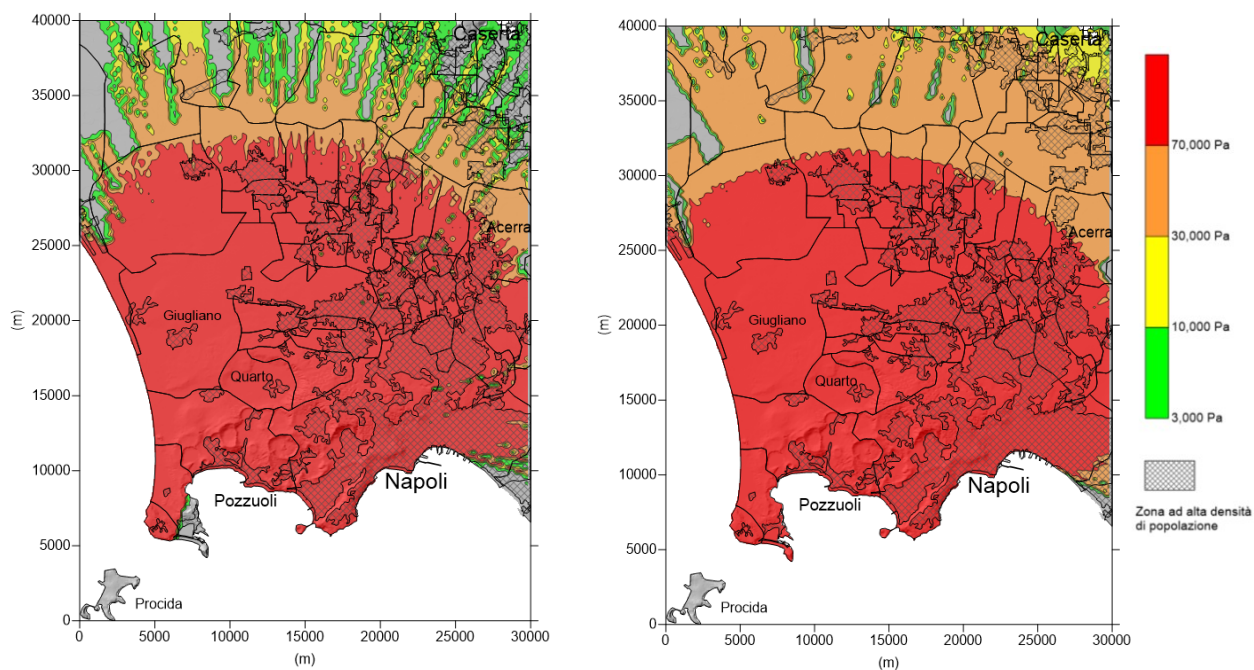 40000
35000
30000
25000
(m)
20000
15000
10000
5000
0
0
5000
10000
15000
20000
25000
30000
(m)
Caserta
Acerra
Giugliano
Quarto
Pozzuoli
Napoli
Procida
40000
35000
30000
25000
(m)
20000
15000
10000
5000
0
0
5000
10000
15000
20000
25000
30000
(m)
Caserta
Acerra
Giugliano
Quarto
Pozzuoli
Napoli
Procida
70,000 Pa
30,000 Pa
10,000 Pa
3,000 Pa
Zona ad alta densità
di popolazione